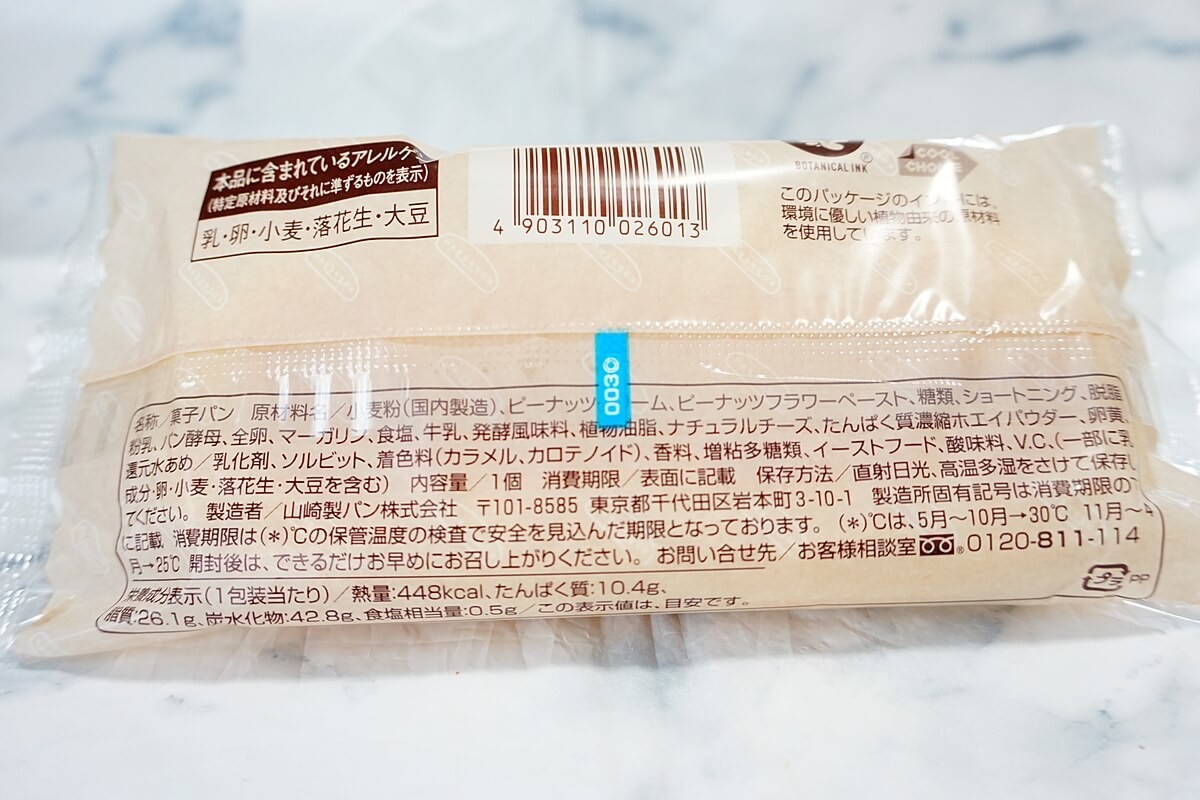 本品に含まれているアレルゲ
(特定原材料及びそれに準ずるものを表示)
乳・卵・小麦・落花生・大豆
4 903110 026013
BOTANICAL INK®
COOL
CHOICE
このパッケージのインキには、
環境に優しい植物由来の原材料
を使用しています。
0030
名称/菓子パン 原材料名/小麦粉(国内製造)、ピーナッツクリーム、ピーナッツフラワーペースト、糖類、ショートニング、脱脂
粉乳、パン酵母、全卵、マーガリン、食塩、牛乳、発酵風味料、植物油脂、ナチュラルチーズ、たんぱく質濃縮ホエイパウダー、卵黄、
還元水あめ/乳化剤、ソルビット、着色料(カラメル、カロテノイド)、香料、増粘多糖類、イーストフード、酸味料、V.C、(一部に乳
成分・卵・小麦・落花生・大豆を含む) 内容量/1個 消費期限/表面に記載 保存方法/直射日光、高温多湿をさけて保存し
てください。 製造者/山崎製パン株式会社 〒101-8585 東京都千代田区岩本町3-10-1 製造所固有記号は消費期限の
に記載 消費期限は(*)℃の保管温度の検査で安全を見込んだ期限となっております。 (*)℃は、5月〜10月→30℃ 11月〜4
月→25℃ 開封後は、できるだけお早めにお召し上がりください。 お問い合せ先/お客様相談室 0120-811-114
栄養成分表示(1包装当たり)/熱量:448kcal、たんぱく質:10.4g、
脂質:26.1g、炭水化物:42.8g、食塩相当量:0.5g/この表示値は、目安です。
プラ PP